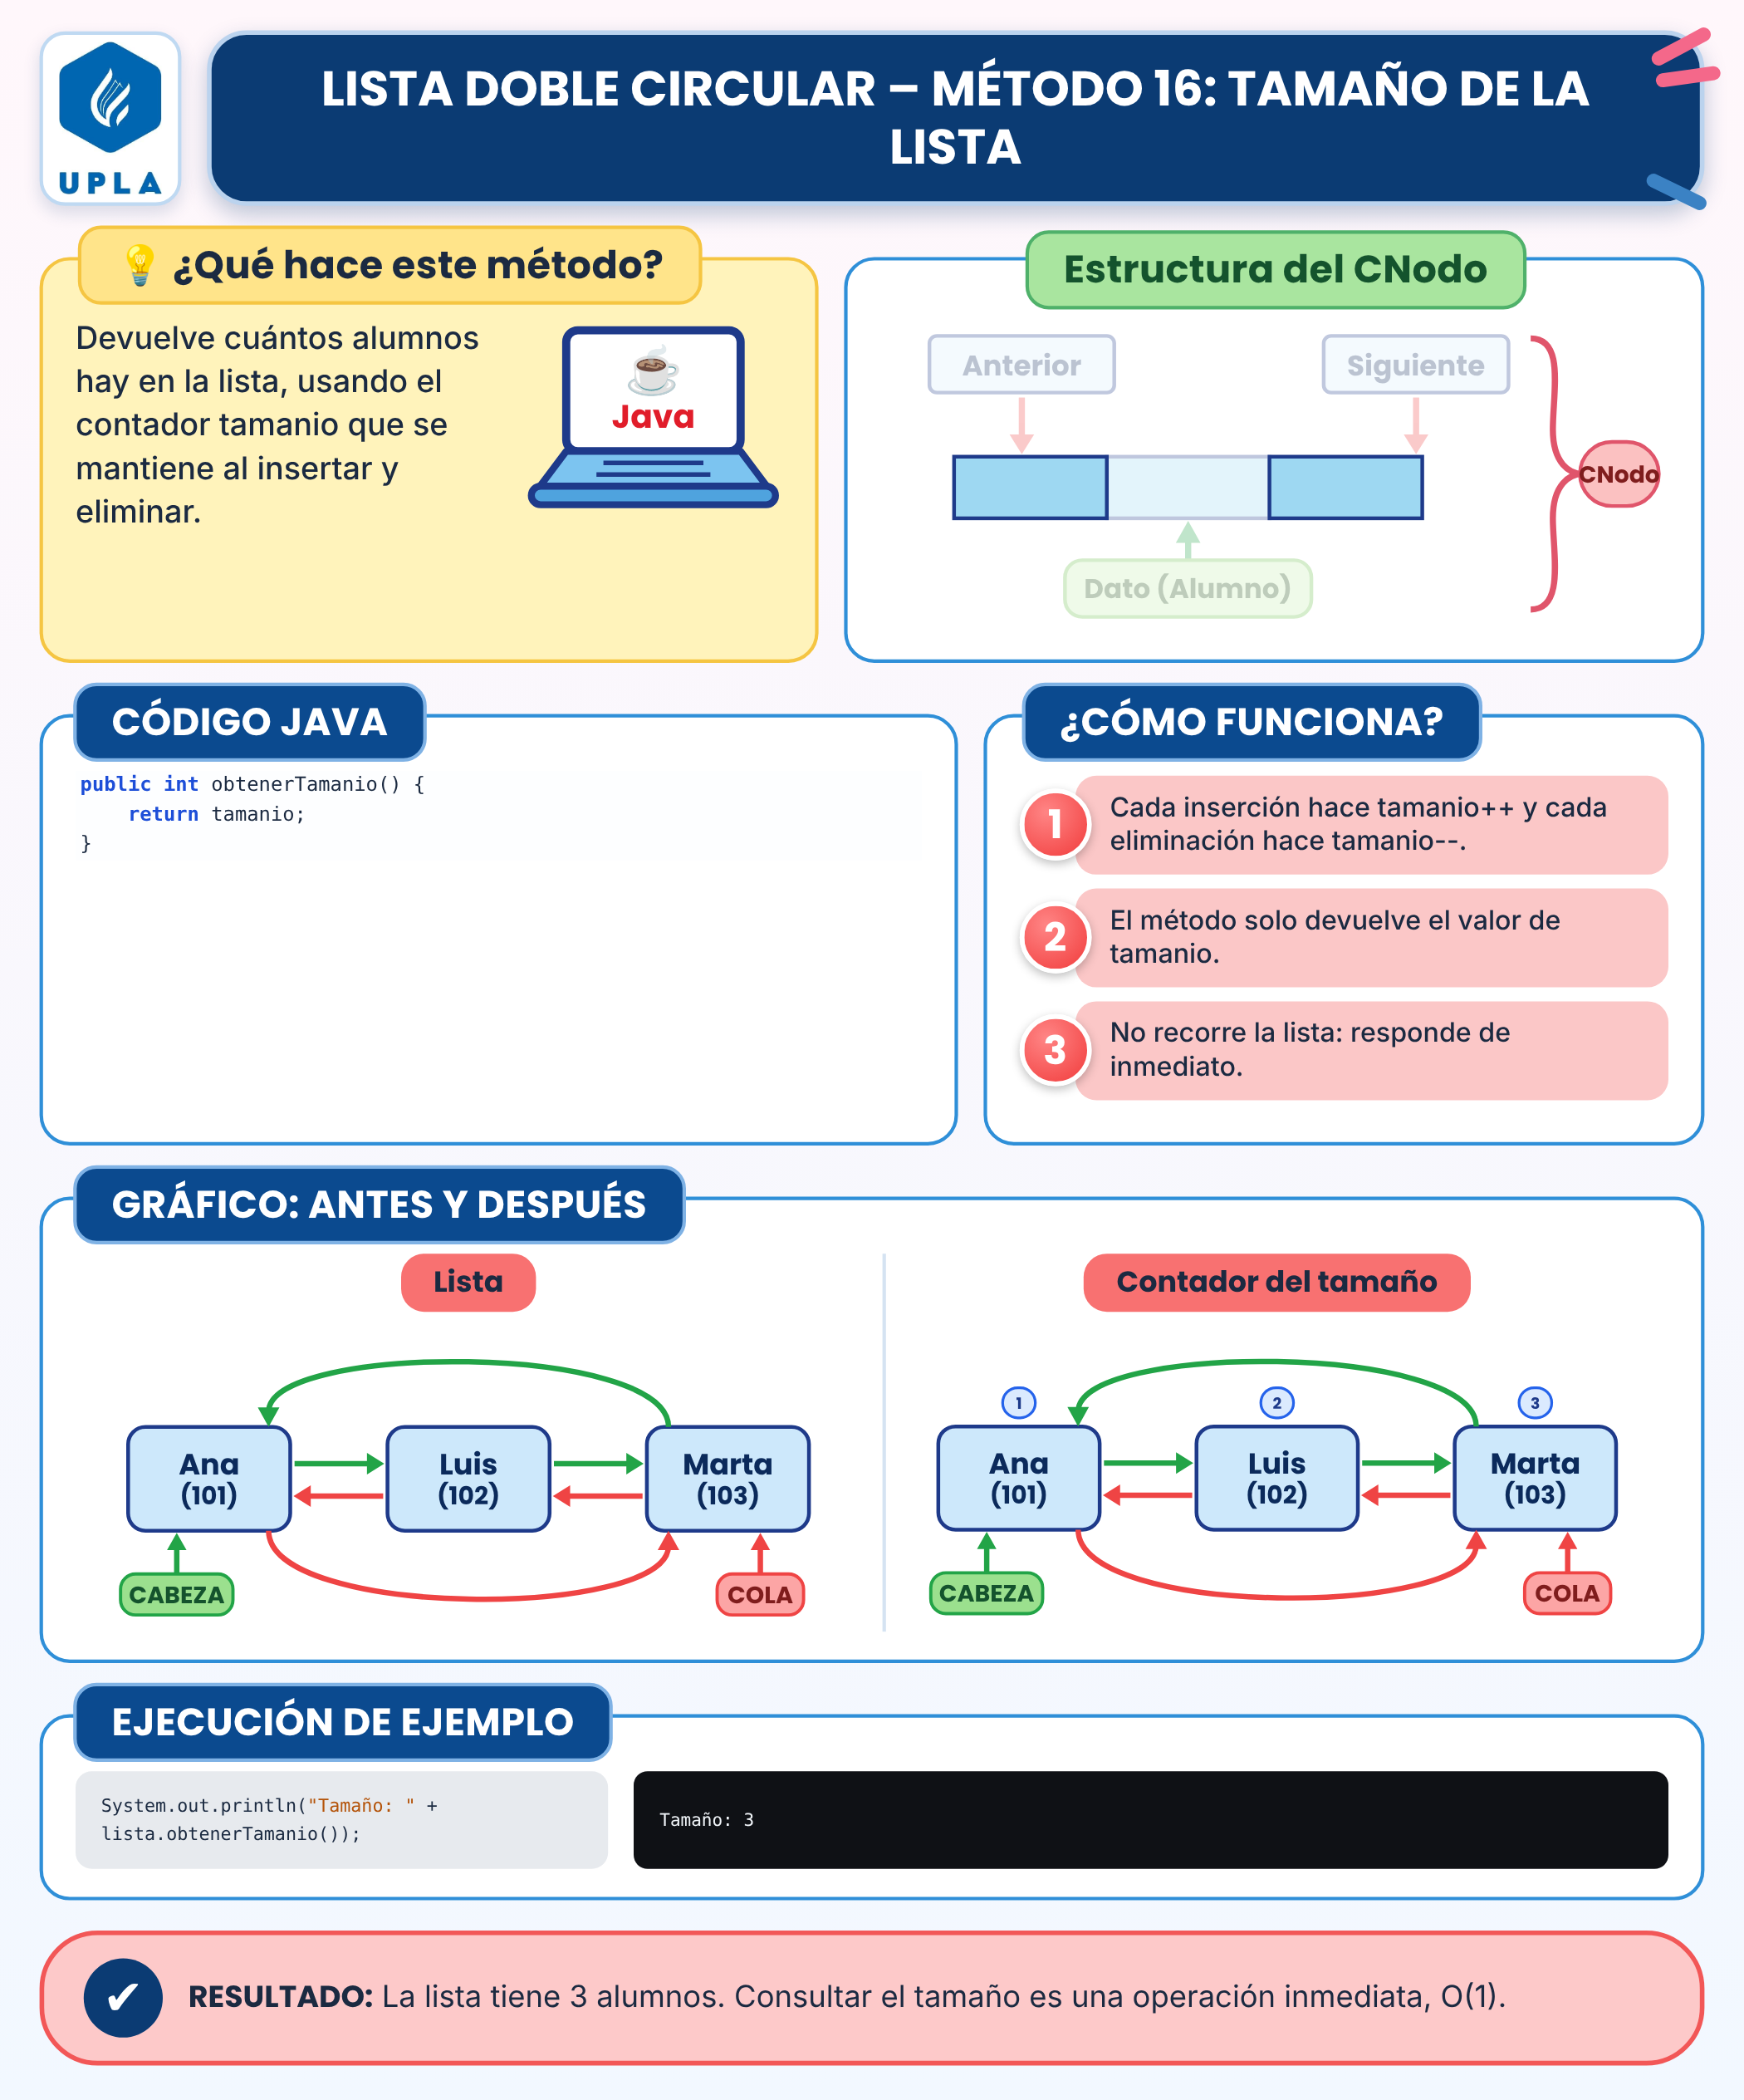 UPLA
LISTA DOBLE CIRCULAR – MÉTODO 16: TAMAÑO DE LA
LISTA
¿Qué hace este método?
Devuelve cuántos alumnos
hay en la lista, usando el
contador tamanio que se
mantiene al insertar y
eliminar.
Java
Estructura del CNodo
Anterior
Siguiente
CNodo
Dato (Alumno)
CÓDIGO JAVA
public int obtenerTamanio() {
    return tamanio;
}
¿CÓMO FUNCIONA?
1
Cada inserción hace tamanio++ y cada
eliminación hace tamanio--.
2
El método solo devuelve el valor de
tamanio.
3
No recorre la lista: responde de
inmediato.
GRÁFICO: ANTES Y DESPUÉS
Lista
Ana
(101)
Luis
(102)
Marta
(103)
CABEZA
COLA
Contador del tamaño
1
2
3
Ana
(101)
Luis
(102)
Marta
(103)
CABEZA
COLA
EJECUCIÓN DE EJEMPLO
System.out.println("Tamaño: " +
lista.obtenerTamanio());
Tamaño: 3
RESULTADO: La lista tiene 3 alumnos. Consultar el tamaño es una operación inmediata, O(1).